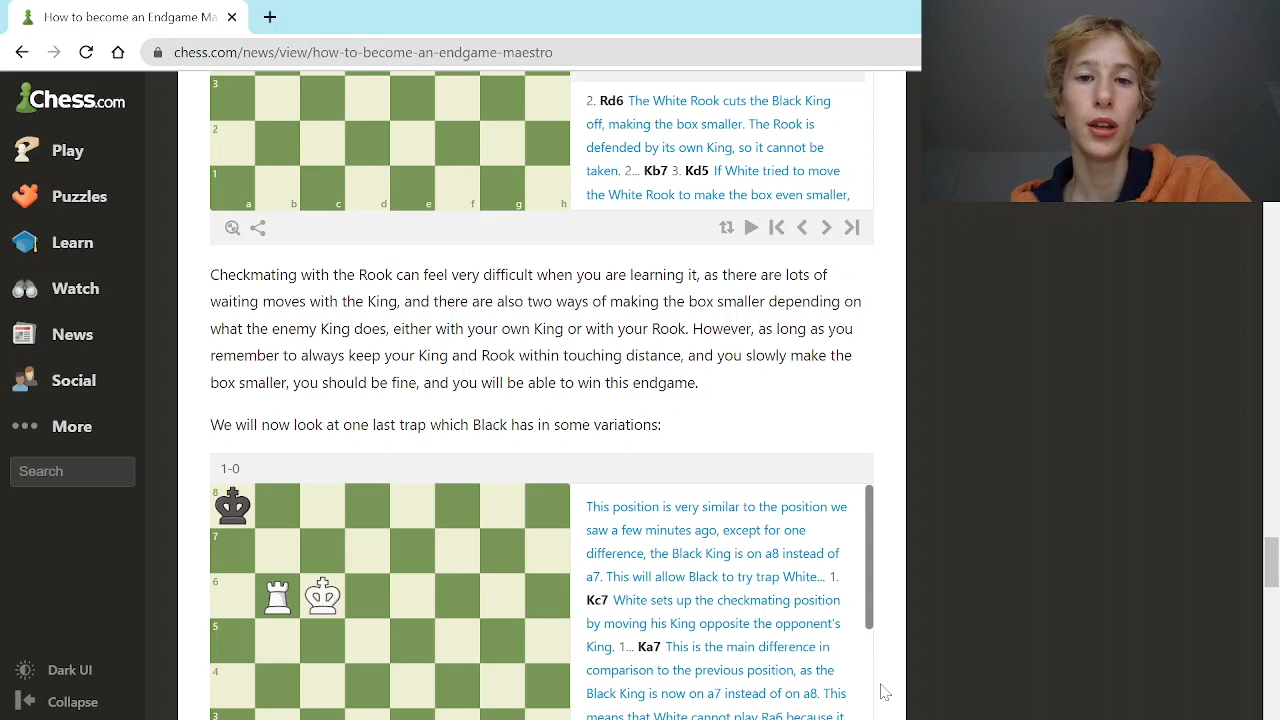 How to become an Endgame Ma
chess.com/news/view/how-to-become-an-endgame-maestro
Chess.com
Play
Puzzles
Learn
Watch
News
Social
More
Search
Dark UI
Collapse
3
2
1
a b c d e f g h
2. Rd6 The White Rook cuts the Black King
off, making the box smaller. The Rook is
defended by its own King, so it cannot be
taken. 2... Kb7 3. Kd5 If White tried to move
the White Rook to make the box even smaller,
Checkmating with the Rook can feel very difficult when you are learning it, as there are lots of
waiting moves with the King, and there are also two ways of making the box smaller depending on
what the enemy King does, either with your own King or with your Rook. However, as long as you
remember to always keep your King and Rook within touching distance, and you slowly make the
box smaller, you should be fine, and you will be able to win this endgame.
We will now look at one last trap which Black has in some variations:
1-0
8
7
6
5
4
3
This position is very similar to the position we
saw a few minutes ago, except for one
difference, the Black King is on a8 instead of
a7. This will allow Black to try trap White... 1.
Kc7 White sets up the checkmating position
by moving his King opposite the opponent's
King. 1... Ka7 This is the main difference in
comparison to the previous position, as the
Black King is now on a7 instead of on a8. This
means that White cannot play Ra6 because it